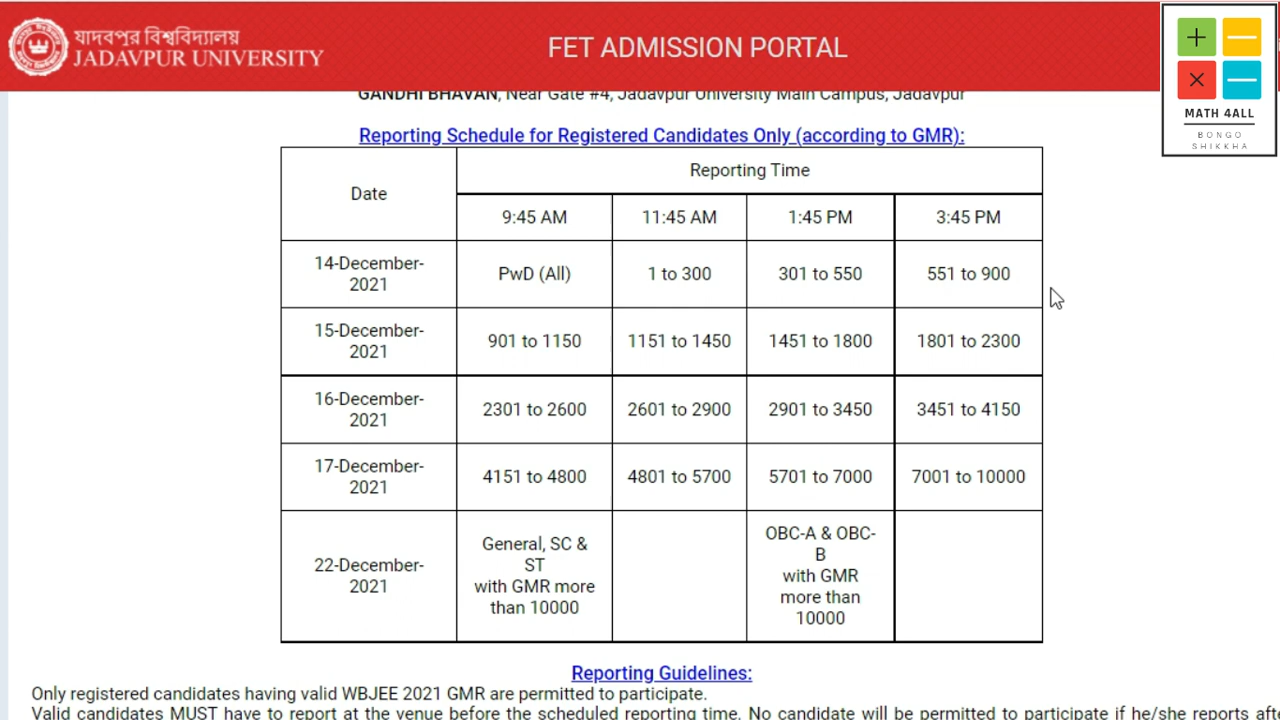 যাদবপুর বিশ্ববিদ্যালয়
JADAVPUR UNIVERSITY
FET ADMISSION PORTAL
MATH 4ALL
BONGO
SHIKKHA
GANDHI BHAVAN, Near Gate #4, Jadavpur University Main Campus, Jadavpur
Reporting Schedule for Registered Candidates Only (according to GMR):
Date
Reporting Time
9:45 AM
11:45 AM
1:45 PM
3:45 PM
14-December-
2021
PwD (All)
1 to 300
301 to 550
551 to 900
15-December-
2021
901 to 1150
1151 to 1450
1451 to 1800
1801 to 2300
16-December-
2021
2301 to 2600
2601 to 2900
2901 to 3450
3451 to 4150
17-December-
2021
4151 to 4800
4801 to 5700
5701 to 7000
7001 to 10000
22-December-
2021
General, SC &
ST
with GMR more
than 10000
OBC-A & OBC-
B
with GMR
more than
10000
Reporting Guidelines:
Only registered candidates having valid WBJEE 2021 GMR are permitted to participate.
Valid candidates MUST have to report at the venue before the scheduled reporting time. No candidate will be permitted to participate if he/she reports